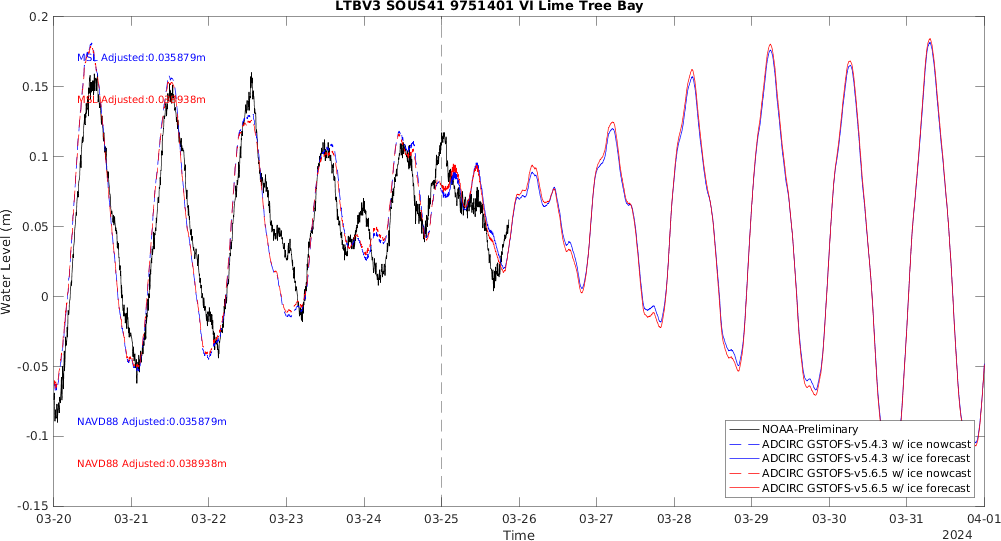 LTBV3 SOUS41 9751401 VI Lime Tree Bay
0.2
0.15
0.1
0.05
0
-0.05
-0.1
-0.15
Water Level (m)
MSL Adjusted:0.035879m
MSL Adjusted:0.038938m
NAVD88 Adjusted:0.035879m
NAVD88 Adjusted:0.038938m
NOAA-Preliminary
ADCIRC GSTOFS-v5.4.3 w/ ice nowcast
ADCIRC GSTOFS-v5.4.3 w/ ice forecast
ADCIRC GSTOFS-v5.6.5 w/ ice nowcast
ADCIRC GSTOFS-v5.6.5 w/ ice forecast
03-20 03-21 03-22 03-23 03-24 03-25 03-26 03-27 03-28 03-29 03-30 03-31 04-01
Time
2024